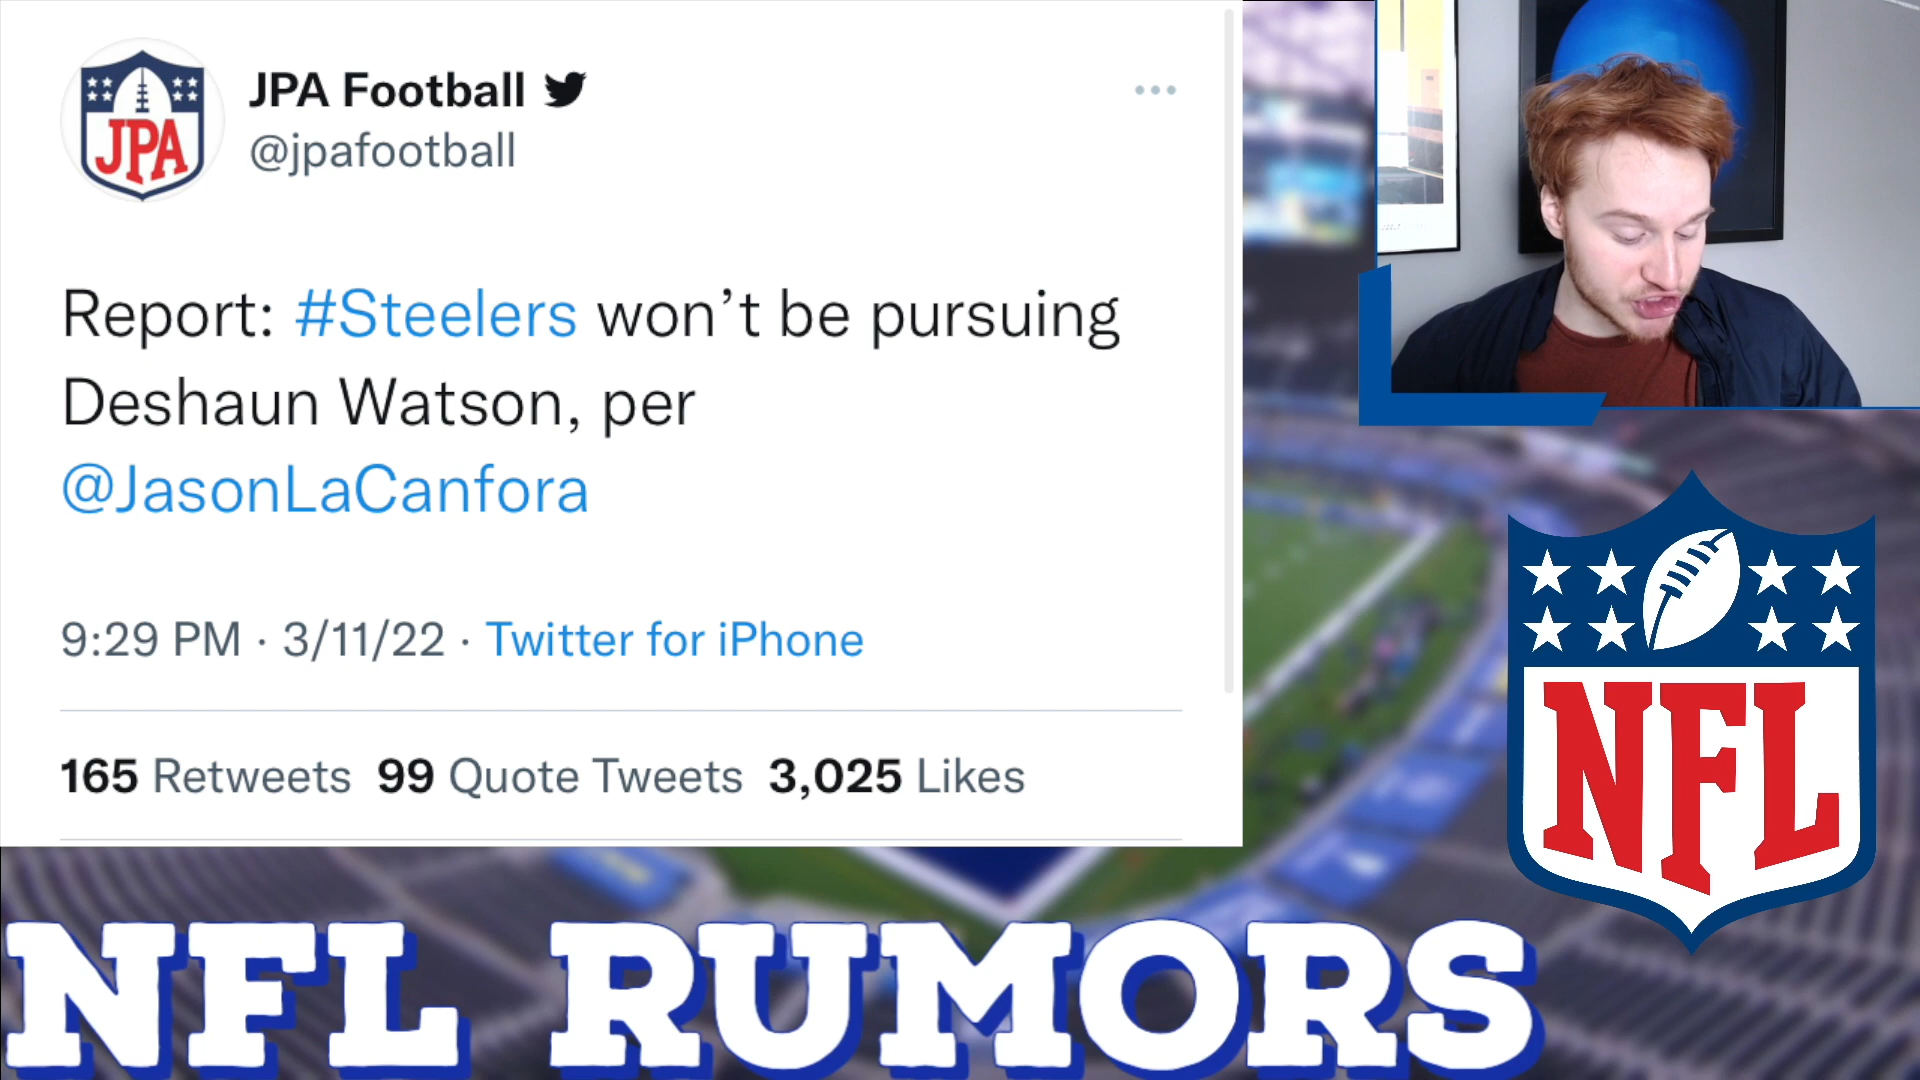 JPA Football
@jpafootball
JPA
Report: #Steelers won't be pursuing
Deshaun Watson, per
@JasonLaCanfora
9:29 PM · 3/11/22 · Twitter for iPhone
165 Retweets 99 Quote Tweets 3,025 Likes
NFL
NFL RUMORS